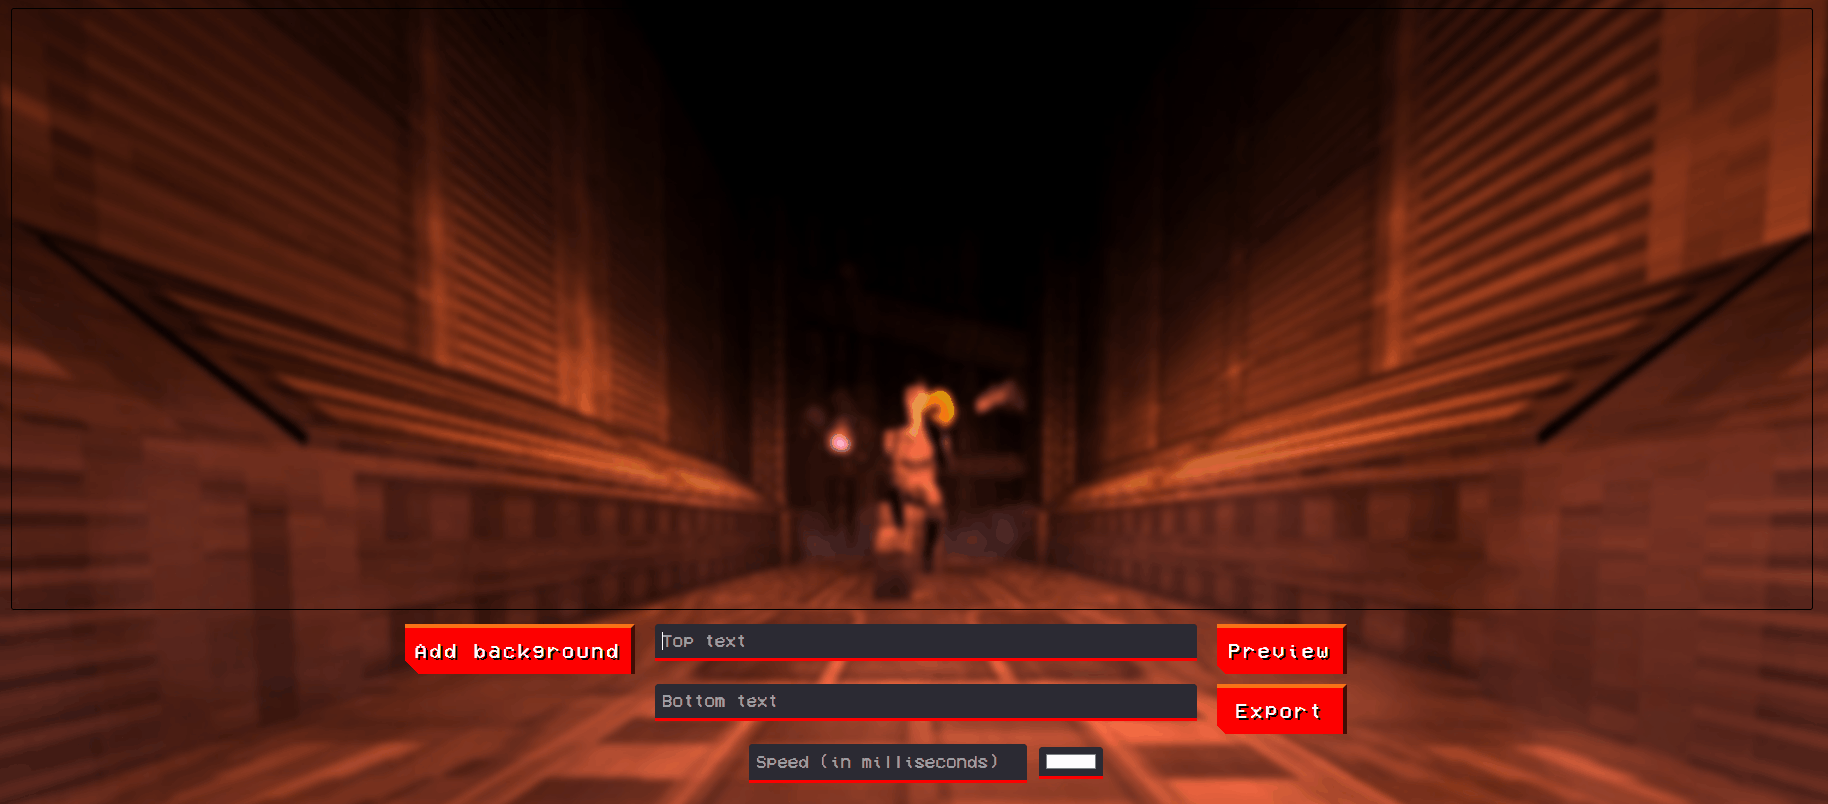 Add background
Top text
Preview
Bottom text
Export
Speed (in milliseconds)